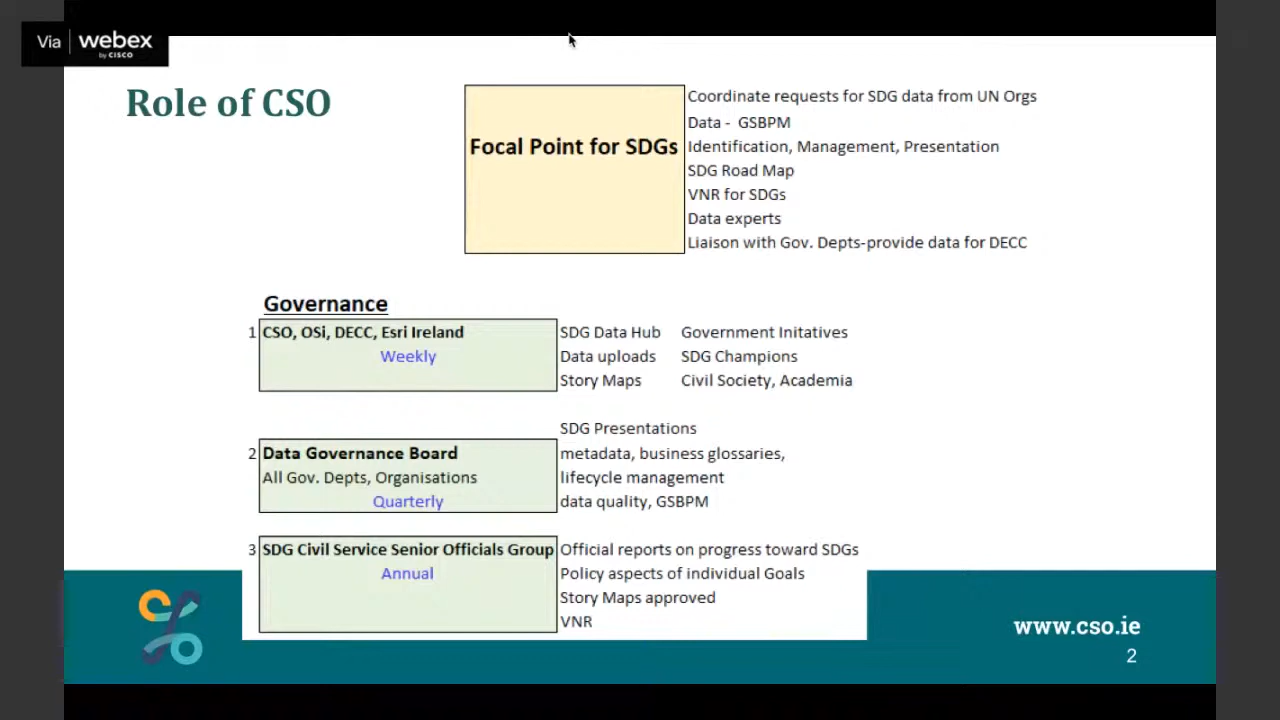 Via webex
by CISCO
Role of CSO
Focal Point for SDGs
Coordinate requests for SDG data from UN Orgs
Data - GSBPM
Identification, Management, Presentation
SDG Road Map
VNR for SDGs
Data experts
Liaison with Gov. Depts-provide data for DECC
Governance
1 CSO, OSi, DECC, Esri Ireland
Weekly
SDG Data Hub Government Initatives
Data uploads SDG Champions
Story Maps Civil Society, Academia
2 Data Governance Board
All Gov. Depts, Organisations
Quarterly
SDG Presentations
metadata, business glossaries,
lifecycle management
data quality, GSBPM
3 SDG Civil Service Senior Officials Group
Annual
Official reports on progress toward SDGs
Policy aspects of individual Goals
Story Maps approved
VNR
www.cso.ie
2